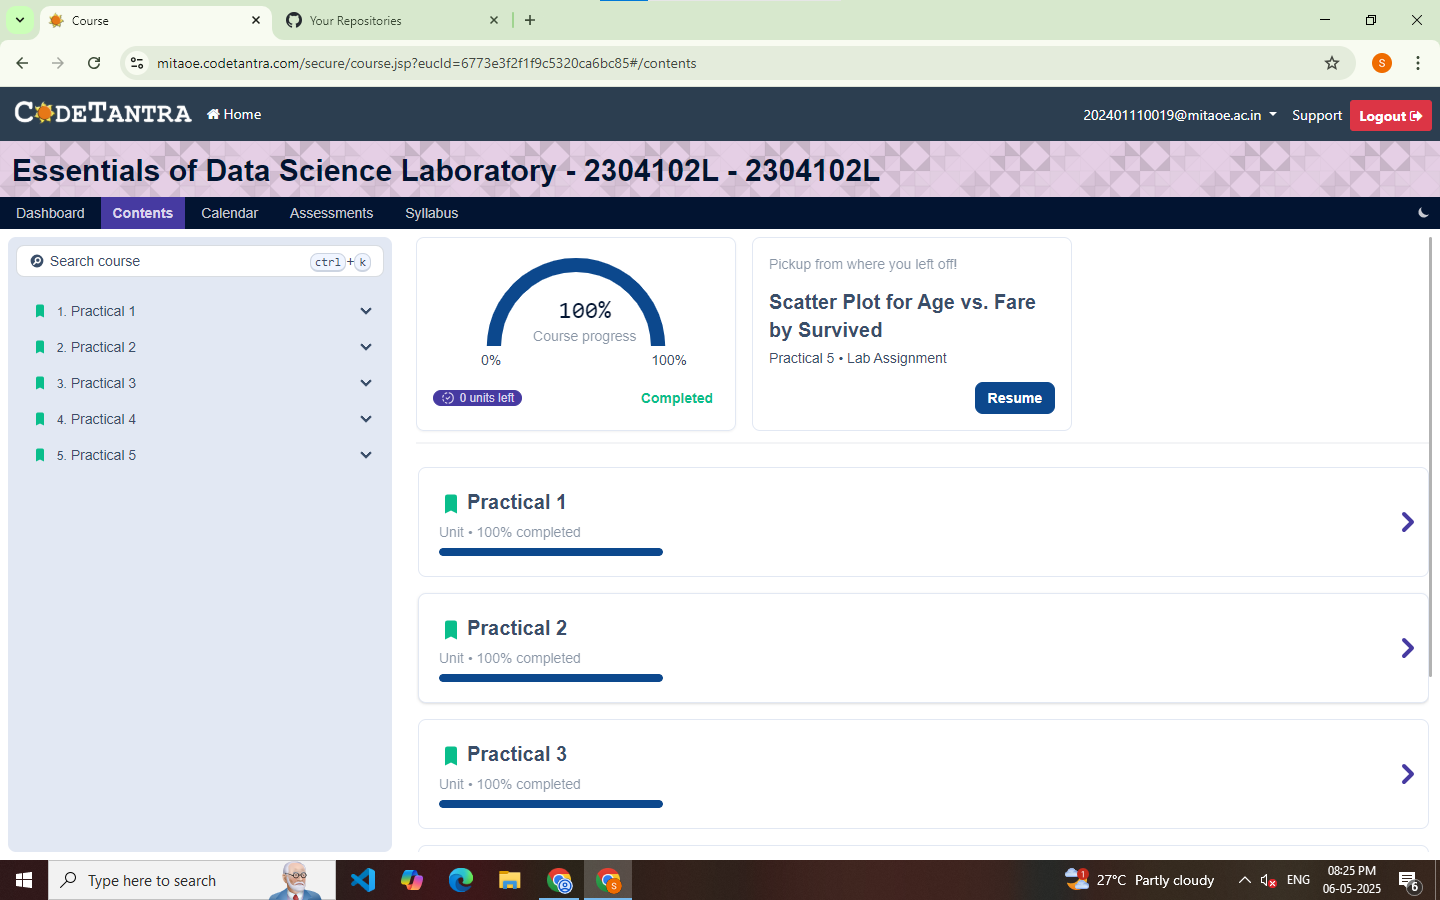 Course
Your Repositories
mitaoe.codetantra.com/secure/course.jsp?eucId=6773e3f2f1f9c5320ca6bc85#/contents
S
CODETANTRA
Home
202401110019@mitaoe.ac.in
Support
Logout
Essentials of Data Science Laboratory - 2304102L - 2304102L
Dashboard
Contents
Calendar
Assessments
Syllabus
Search course
ctrl+k
1. Practical 1
2. Practical 2
3. Practical 3
4. Practical 4
5. Practical 5
100%
Course progress
0%
100%
0 units left
Completed
Pickup from where you left off!
Scatter Plot for Age vs. Fare
by Survived
Practical 5 • Lab Assignment
Resume
Practical 1
Unit • 100% completed
Practical 2
Unit • 100% completed
Practical 3
Unit • 100% completed
Type here to search
S
1
27°C Partly cloudy
ENG
08:25 PM
06-05-2025
6